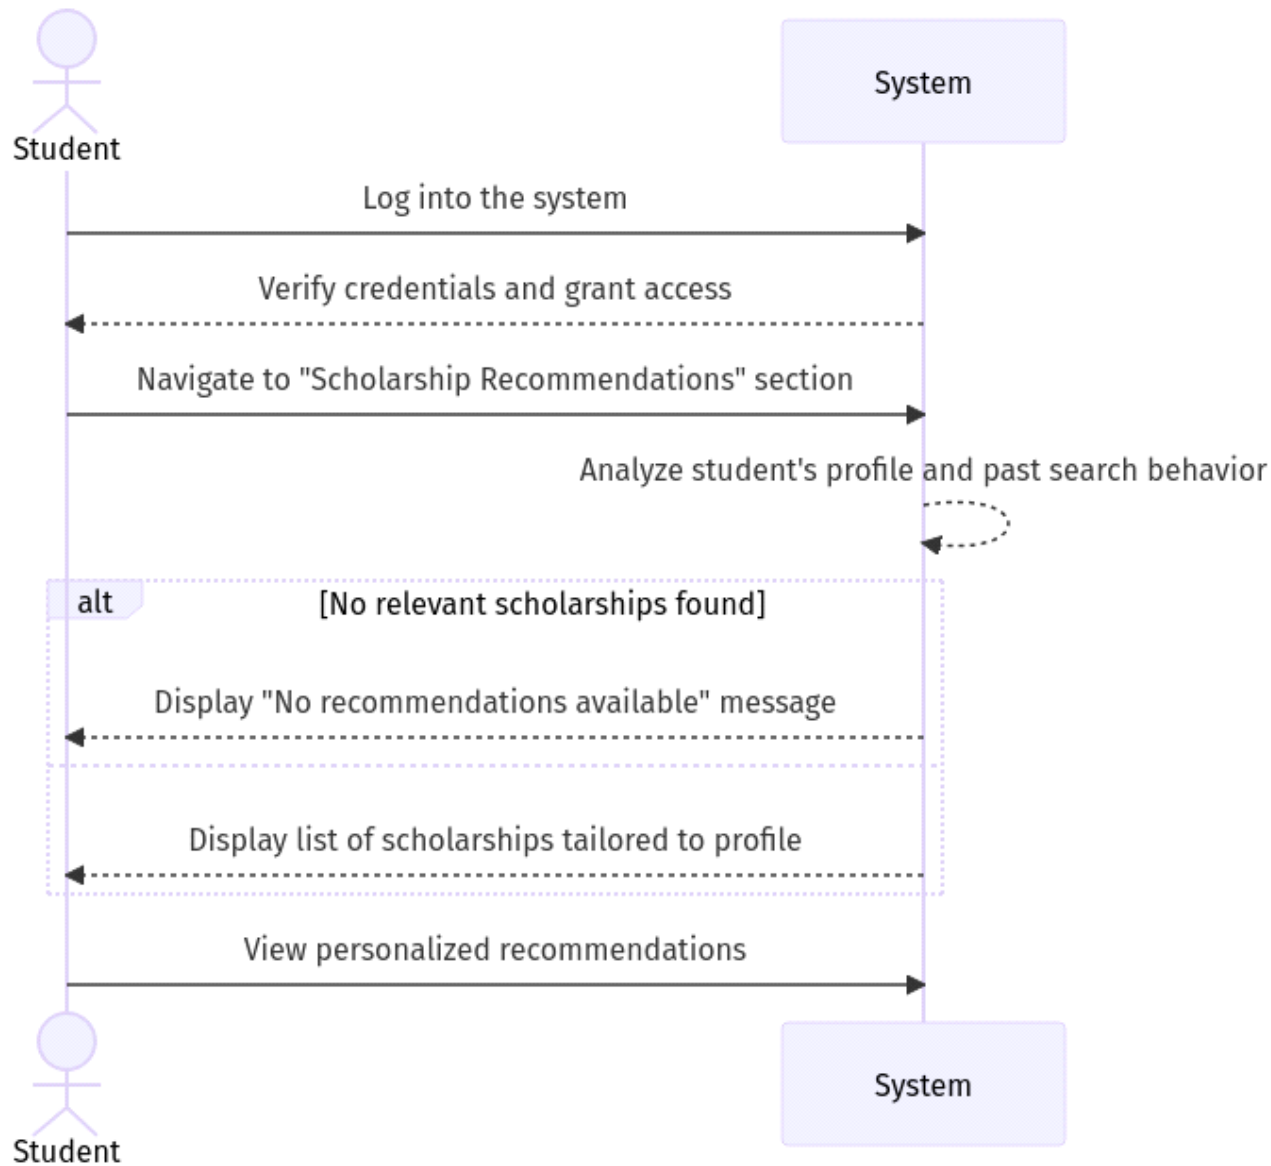 System
Student
Log into the system
Verify credentials and grant access
Navigate to "Scholarship Recommendations" section
Analyze student's profile and past search behavior
alt
[No relevant scholarships found]
Display "No recommendations available" message
Display list of scholarships tailored to profile
View personalized recommendations
System
Student